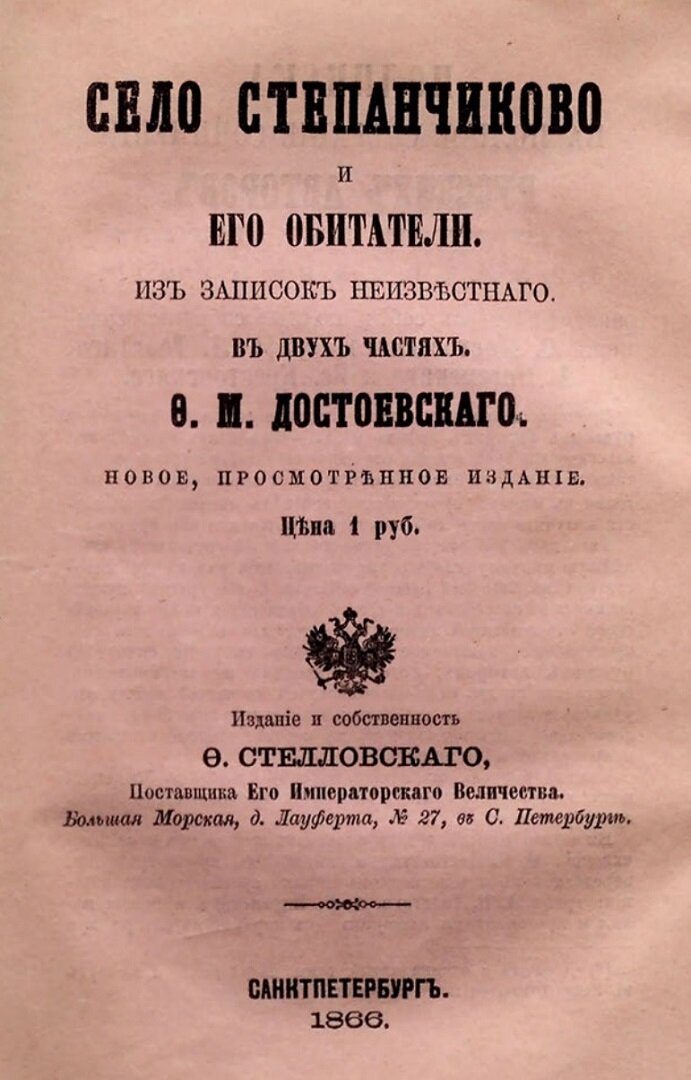 СЕЛО СТЕПАНЧИКОВО
И
ЕГО ОБИТАТЕЛИ.
ИЗЪ ЗАПИСОКЪ НЕИЗВѢСТНАГО.
ВЪ ДВУХЪ ЧАСТЯХЪ.
Ѳ. М. ДОСТОЕВСКАГО.
НОВОЕ, ПРОСМОТРѢННОЕ ИЗДАНІЕ.
Цѣна 1 руб.
Изданіе и собственность
Ѳ. СТЕЛЛОВСКАГО,
Поставщика Его Императорскаго Величества.
Большая Морская, д. Лауферта, № 27, въ С. Петербургѣ.
САНКТПЕТЕРБУРГЪ.
1866.